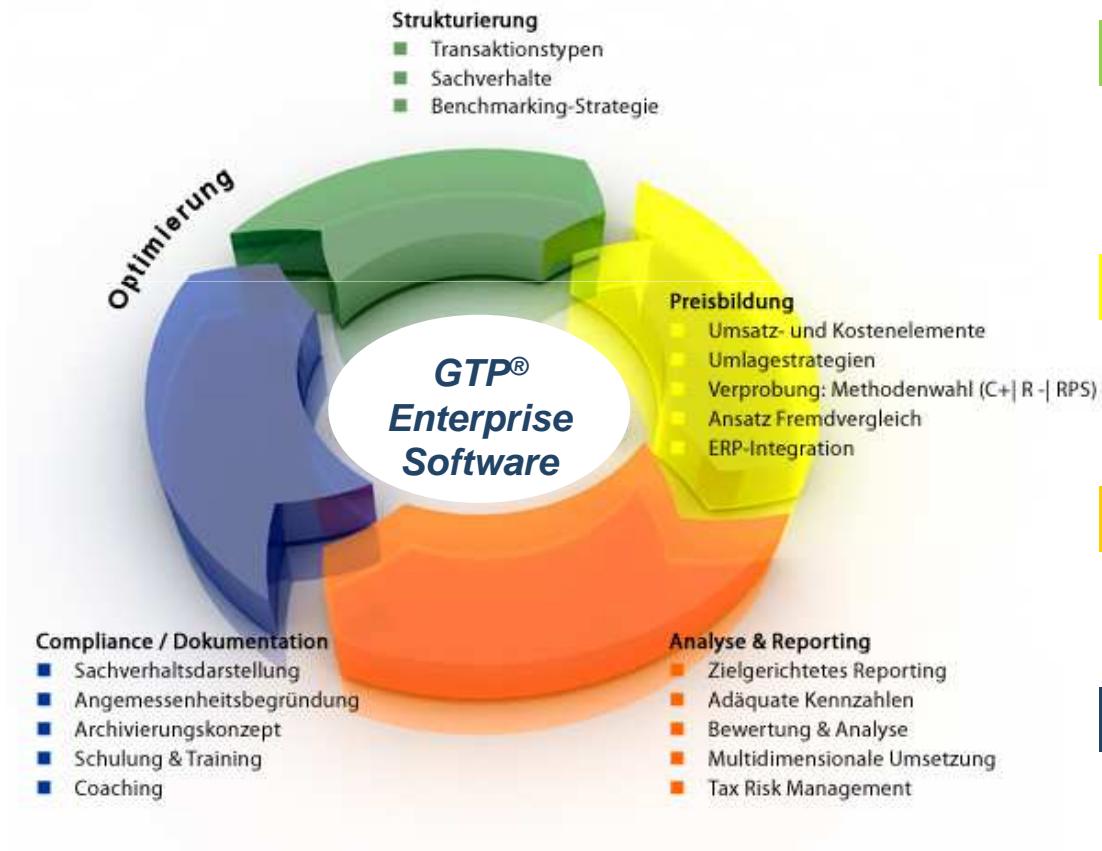 Strukturierung
Transaktionstypen
Sachverhalte
Benchmarking-Strategie
Optimierung
Preisbildung
Umsatz- und Kostenelemente
Umlagestrategien
Verprobung: Methodenwahl (C+| R -| RPS)
Ansatz Fremdvergleich
ERP-Integration
GTP®
Enterprise
Software
Compliance / Dokumentation
Sachverhaltsdarstellung
Angemessenheitsbegründung
Archivierungskonzept
Schulung & Training
Coaching
Analyse & Reporting
Zielgerichtetes Reporting
Adäquate Kennzahlen
Bewertung & Analyse
Multidimensionale Umsetzung
Tax Risk Management